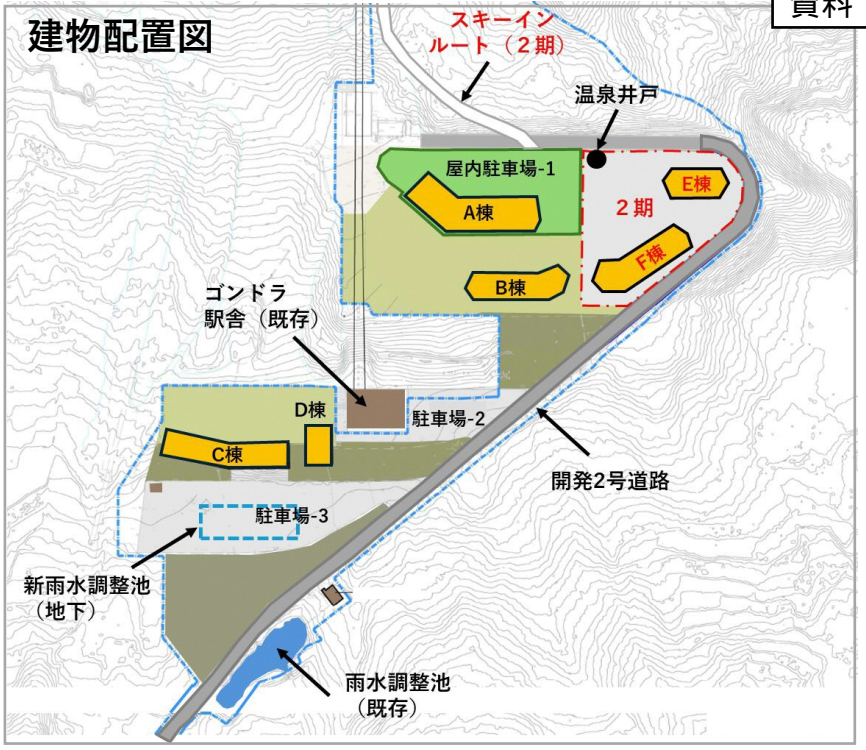 資料
建物配置図
スキーイン
ルート（２期）
温泉井戸
屋内駐車場-1
E棟
A棟
２期
F棟
B棟
ゴンドラ
駅舎（既存）
D棟
駐車場-2
C棟
開発2号道路
駐車場-3
新雨水調整池
（地下）
雨水調整池
（既存）